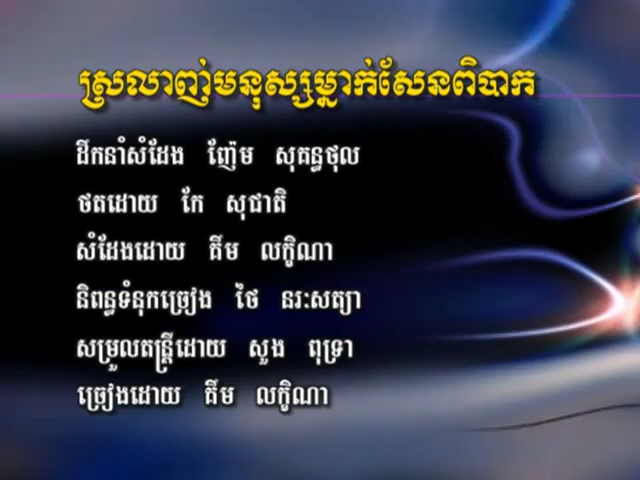 ស្រលាញ់មនុស្សម្នាក់សែនពិបាក
ដឹកនាំសំដែង ញ៉ែម សុគន្ធថុល
ថតដោយ កែ សុជាតិ
សំដែងដោយ គីម លក្ខិណា
និពន្ធទំនុកច្រៀង ថៃ នរៈសត្យា
សម្រួលតន្ត្រីដោយ សួង ពុទ្រា
ច្រៀងដោយ គីម លក្ខិណា